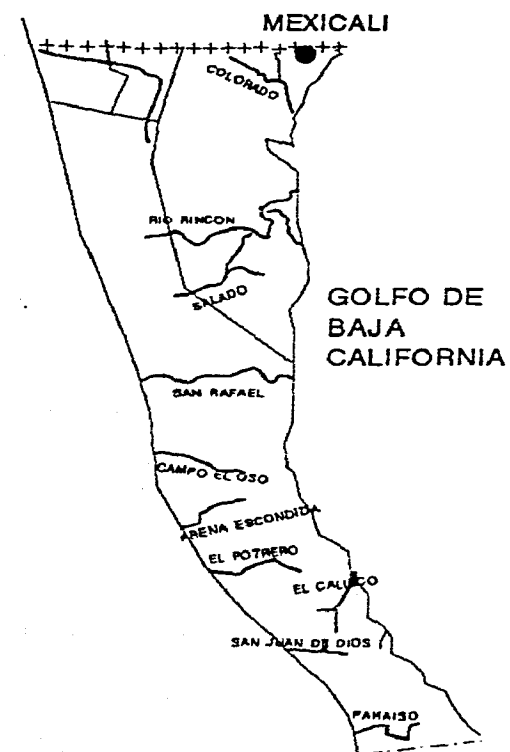 MEXICALI
COLORADO
RIO RINCON
SALADO
GOLFO DE
BAJA
CALIFORNIA
SAN RAFAEL
CAMPO EL OSO
ARENA ESCONDIDA
EL POTRERO
SAN JUAN DE DIOS